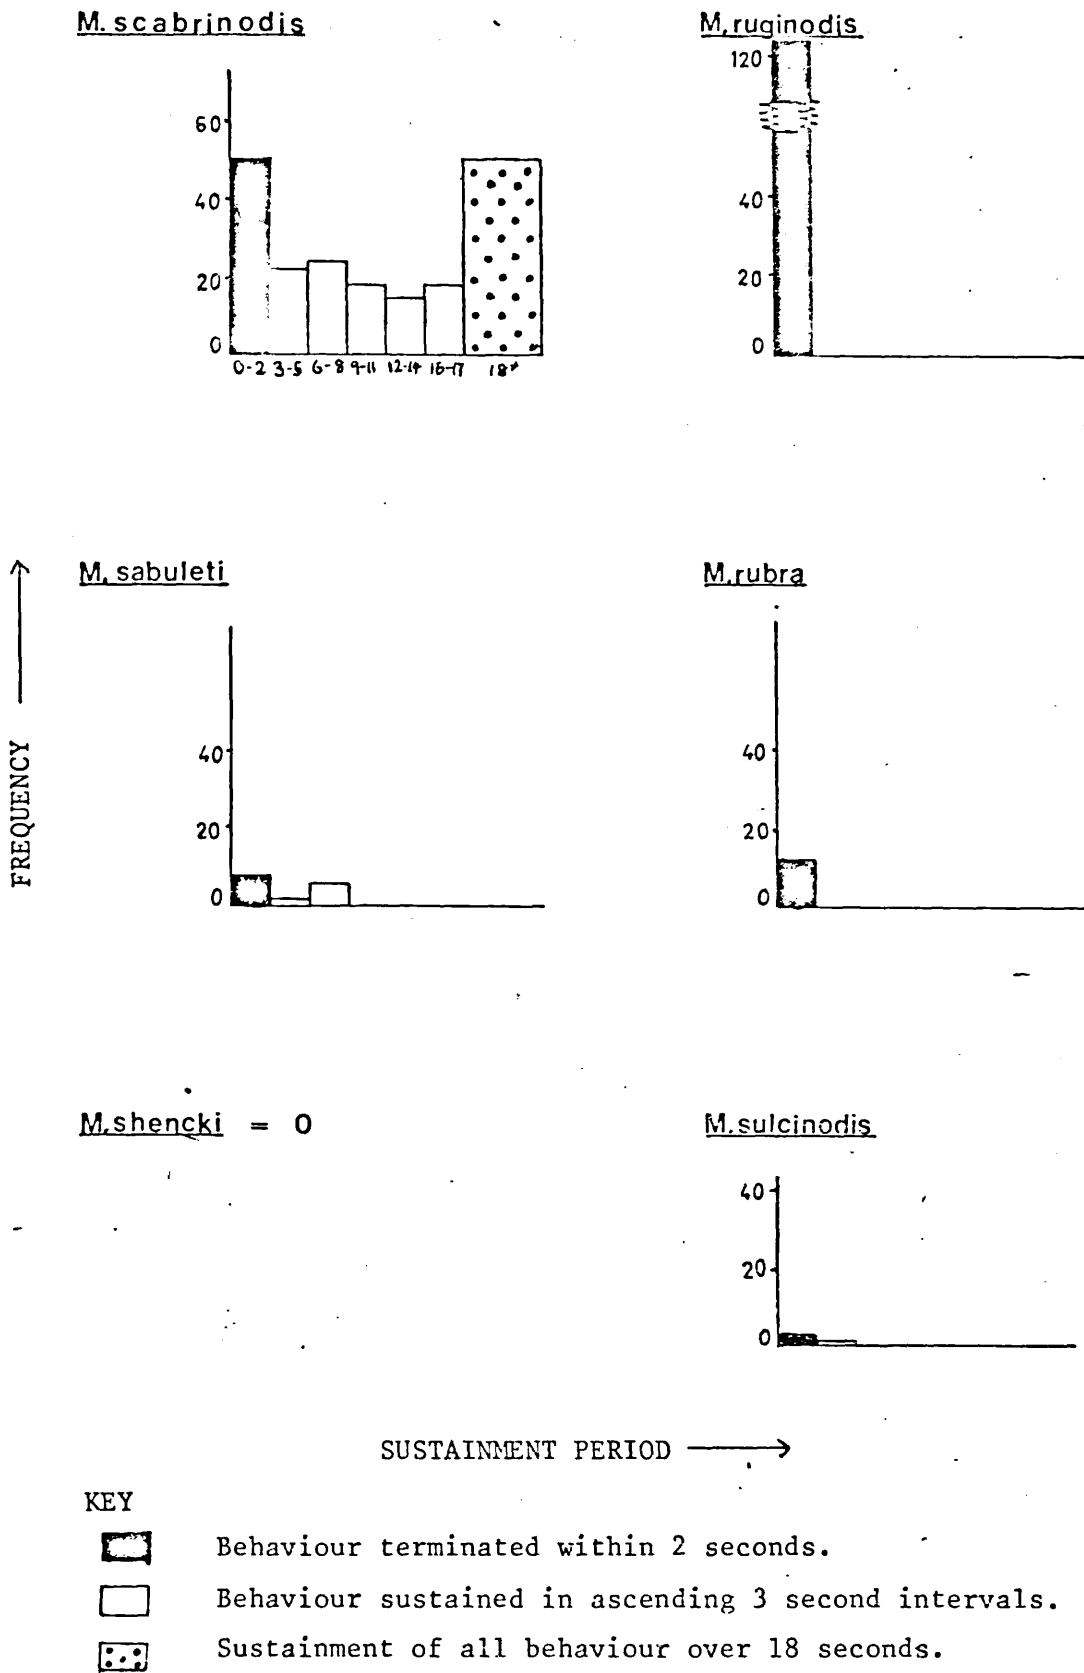 M. scabrinodis
60
40
20
0
0-2 3-5 6-8 9-11 12-14 15-17 18+
M. ruginodis
120
40
20
0
FREQUENCY
M. sabuleti
40
20
0
M. rubra
40
20
0
M. shencki = 0
M. sulcinodis
40
20
0
SUSTAINMENT PERIOD
KEY
Behaviour terminated within 2 seconds.
Behaviour sustained in ascending 3 second intervals.
Sustainment of all behaviour over 18 seconds.